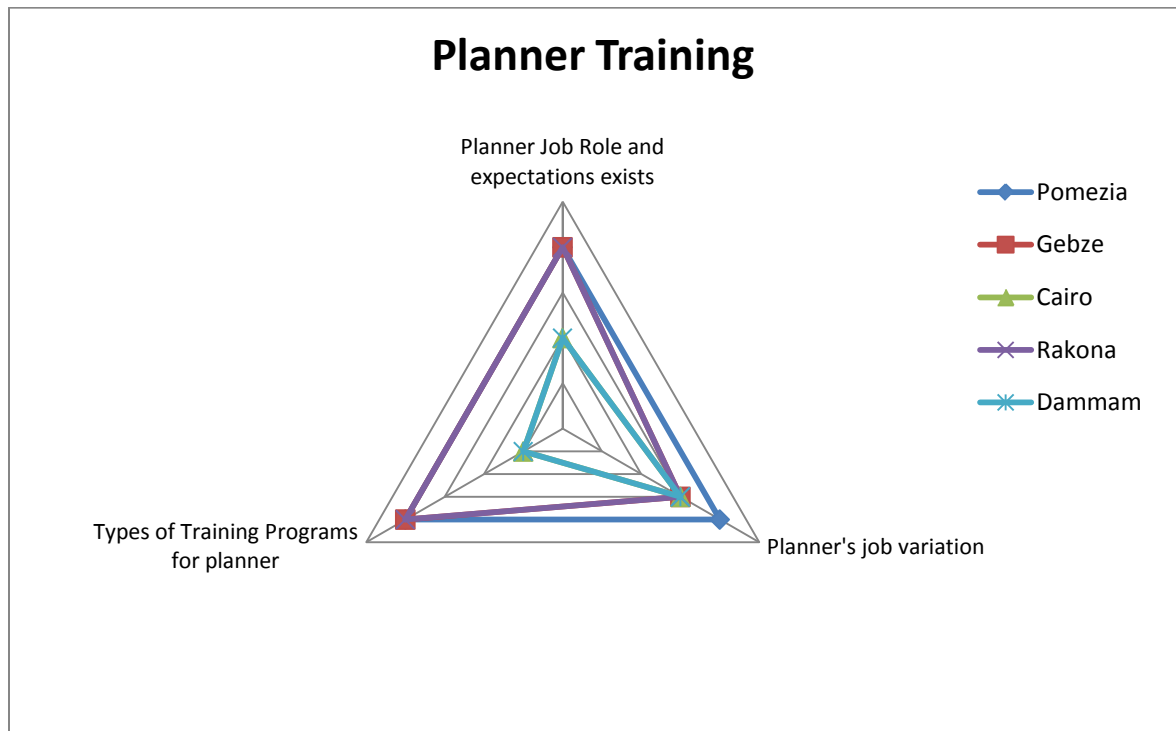 Planner Training
Planner Job Role and
expectations exists
Pomezia
Gebze
Cairo
Rakona
Dammam
Types of Training Programs
for planner
Planner's job variation